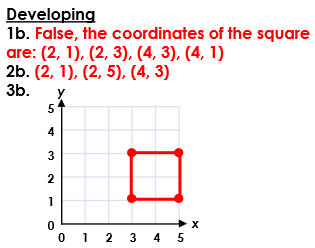 Developing
1b. False, the coordinates of the square
are: (2, 1), (2, 3), (4, 3), (4, 1)
2b. (2, 1), (2, 5), (4, 3)
3b.
y
5
4
3
2
1
0
x
0 1 2 3 4 5